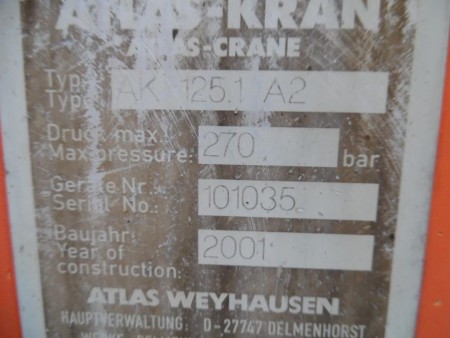 ATLAS-KRAN
ATLAS-CRANE
Type: AK 125.1 A2
Type:
Druck max.: 270 bar
Max pressure:
Geräte Nr.: 101035
Serial No.:
Baujahr: 2001
Year of
construction:
ATLAS WEYHAUSEN
HAUPTVERWALTUNG: D-27747 DELMENHORST